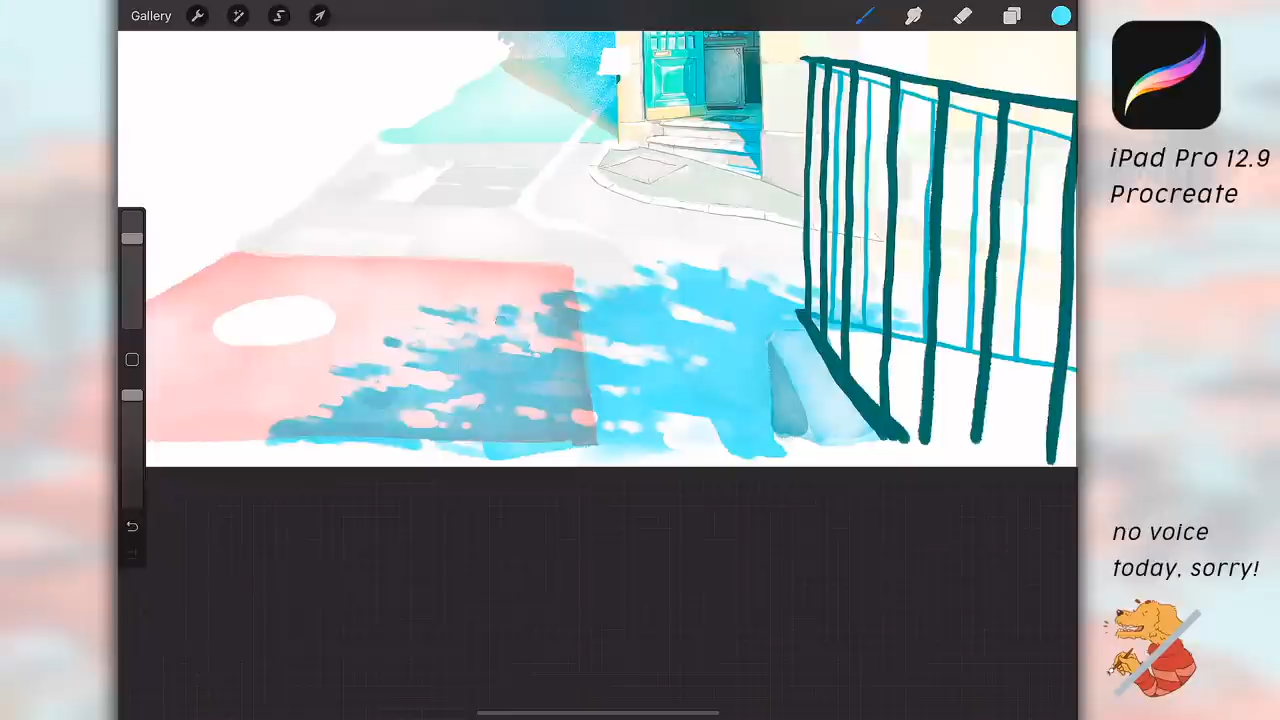 Gallery
iPad Pro 12.9
Procreate
no voice
today, sorry!